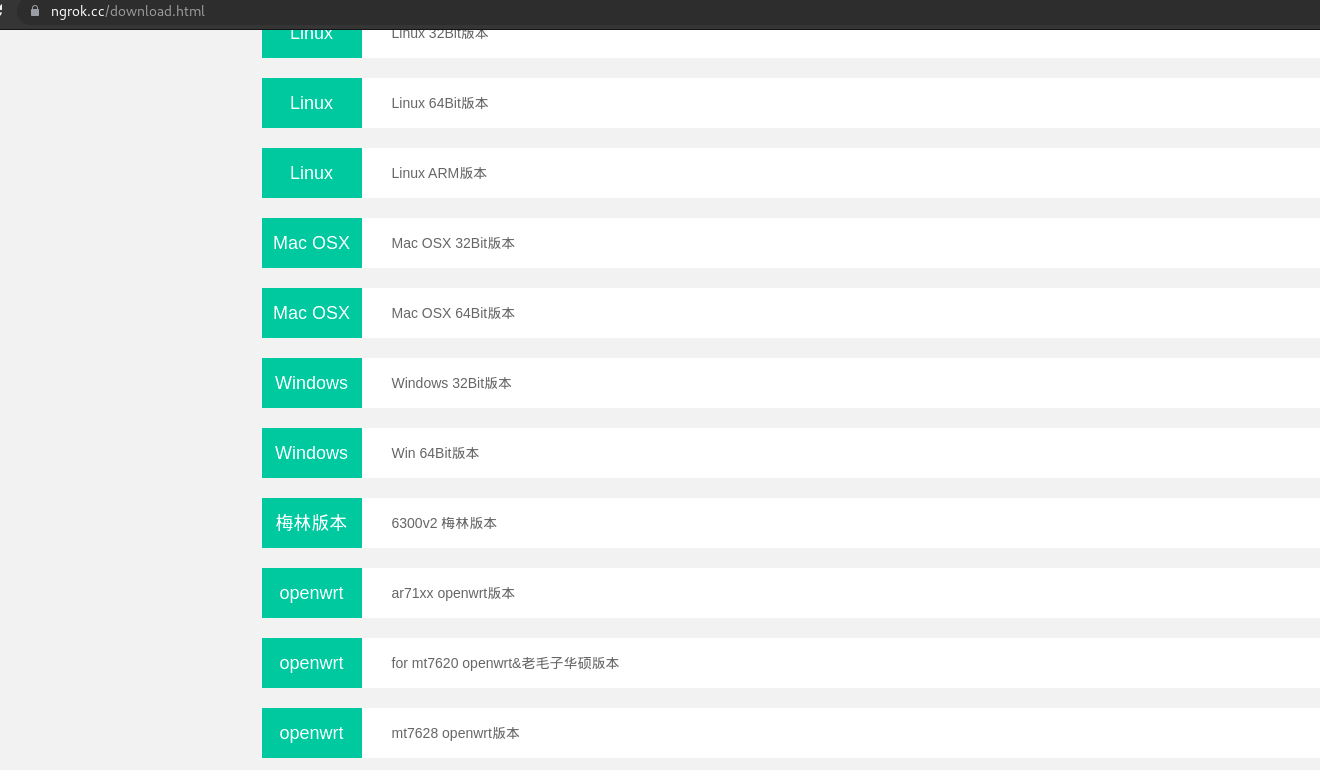 ngrok.cc/download.html
Linux Linux 32Bit版本
Linux Linux 64Bit版本
Linux Linux ARM版本
Mac OSX Mac OSX 32Bit版本
Mac OSX Mac OSX 64Bit版本
Windows Windows 32Bit版本
Windows Win 64Bit版本
梅林版本 6300v2 梅林版本
openwrt ar71xx openwrt版本
openwrt for mt7620 openwrt&老毛子华硕版本
openwrt mt7628 openwrt版本